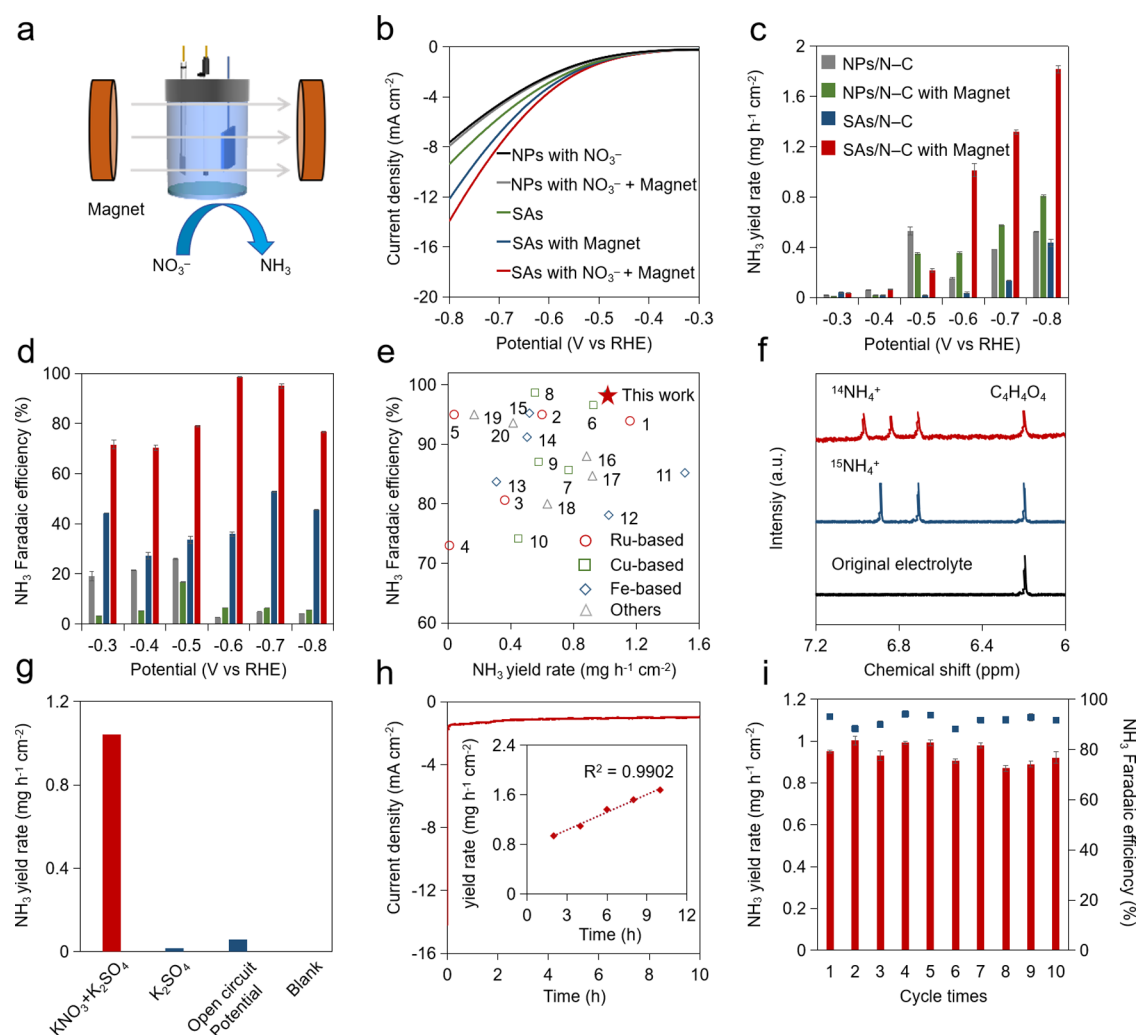 a
Magnet
NO₃⁻
NH₃
b
Current density (mA cm⁻²)
0
-4
-8
-12
-16
-20
NPs with NO₃⁻
NPs with NO₃⁻ + Magnet
SAs
SAs with Magnet
SAs with NO₃⁻ + Magnet
-0.8 -0.7 -0.6 -0.5 -0.4 -0.3
Potential (V vs RHE)
c
NH₃ yield rate (mg h⁻¹ cm⁻²)
2
1.6
1.2
0.8
0.4
0
NPs/N–C
NPs/N–C with Magnet
SAs/N–C
SAs/N–C with Magnet
-0.3 -0.4 -0.5 -0.6 -0.7 -0.8
Potential (V vs RHE)
d
NH₃ Faradaic efficiency (%)
100
80
60
40
20
0
-0.3 -0.4 -0.5 -0.6 -0.7 -0.8
Potential (V vs RHE)
e
NH₃ Faradaic efficiency (%)
100
90
80
70
60
8
This work
15
2
19
5
20
6
1
14
9
16
7
17
11
13
3
18
12
10
4
Ru-based
Cu-based
Fe-based
Others
0 0.4 0.8 1.2 1.6
NH₃ yield rate (mg h⁻¹ cm⁻²)
f
Intensiy (a.u.)
¹⁴NH₄⁺
C₄H₄O₄
¹⁵NH₄⁺
Original electrolyte
7.2 6.8 6.4 6
Chemical shift (ppm)
g
NH₃ yield rate (mg h⁻¹ cm⁻²)
1.2
0.8
0.4
0
KNO₃+K₂SO₄
K₂SO₄
Open circuit
Potential
Blank
h
Current density (mA cm⁻²)
0
-4
-8
-12
-16
yield rate (mg h⁻¹ cm⁻²)
2.4
1.6
0.8
0
R² = 0.9902
0 3 6 9 12
Time (h)
0 2 4 6 8 10
Time (h)
i
NH₃ yield rate (mg h⁻¹ cm⁻²)
1.2
1
0.8
0.6
0.4
0.2
0
100
80
60
40
20
0
NH₃ Faradaic
efficiency (%)
1 2 3 4 5 6 7 8 9 10
Cycle times